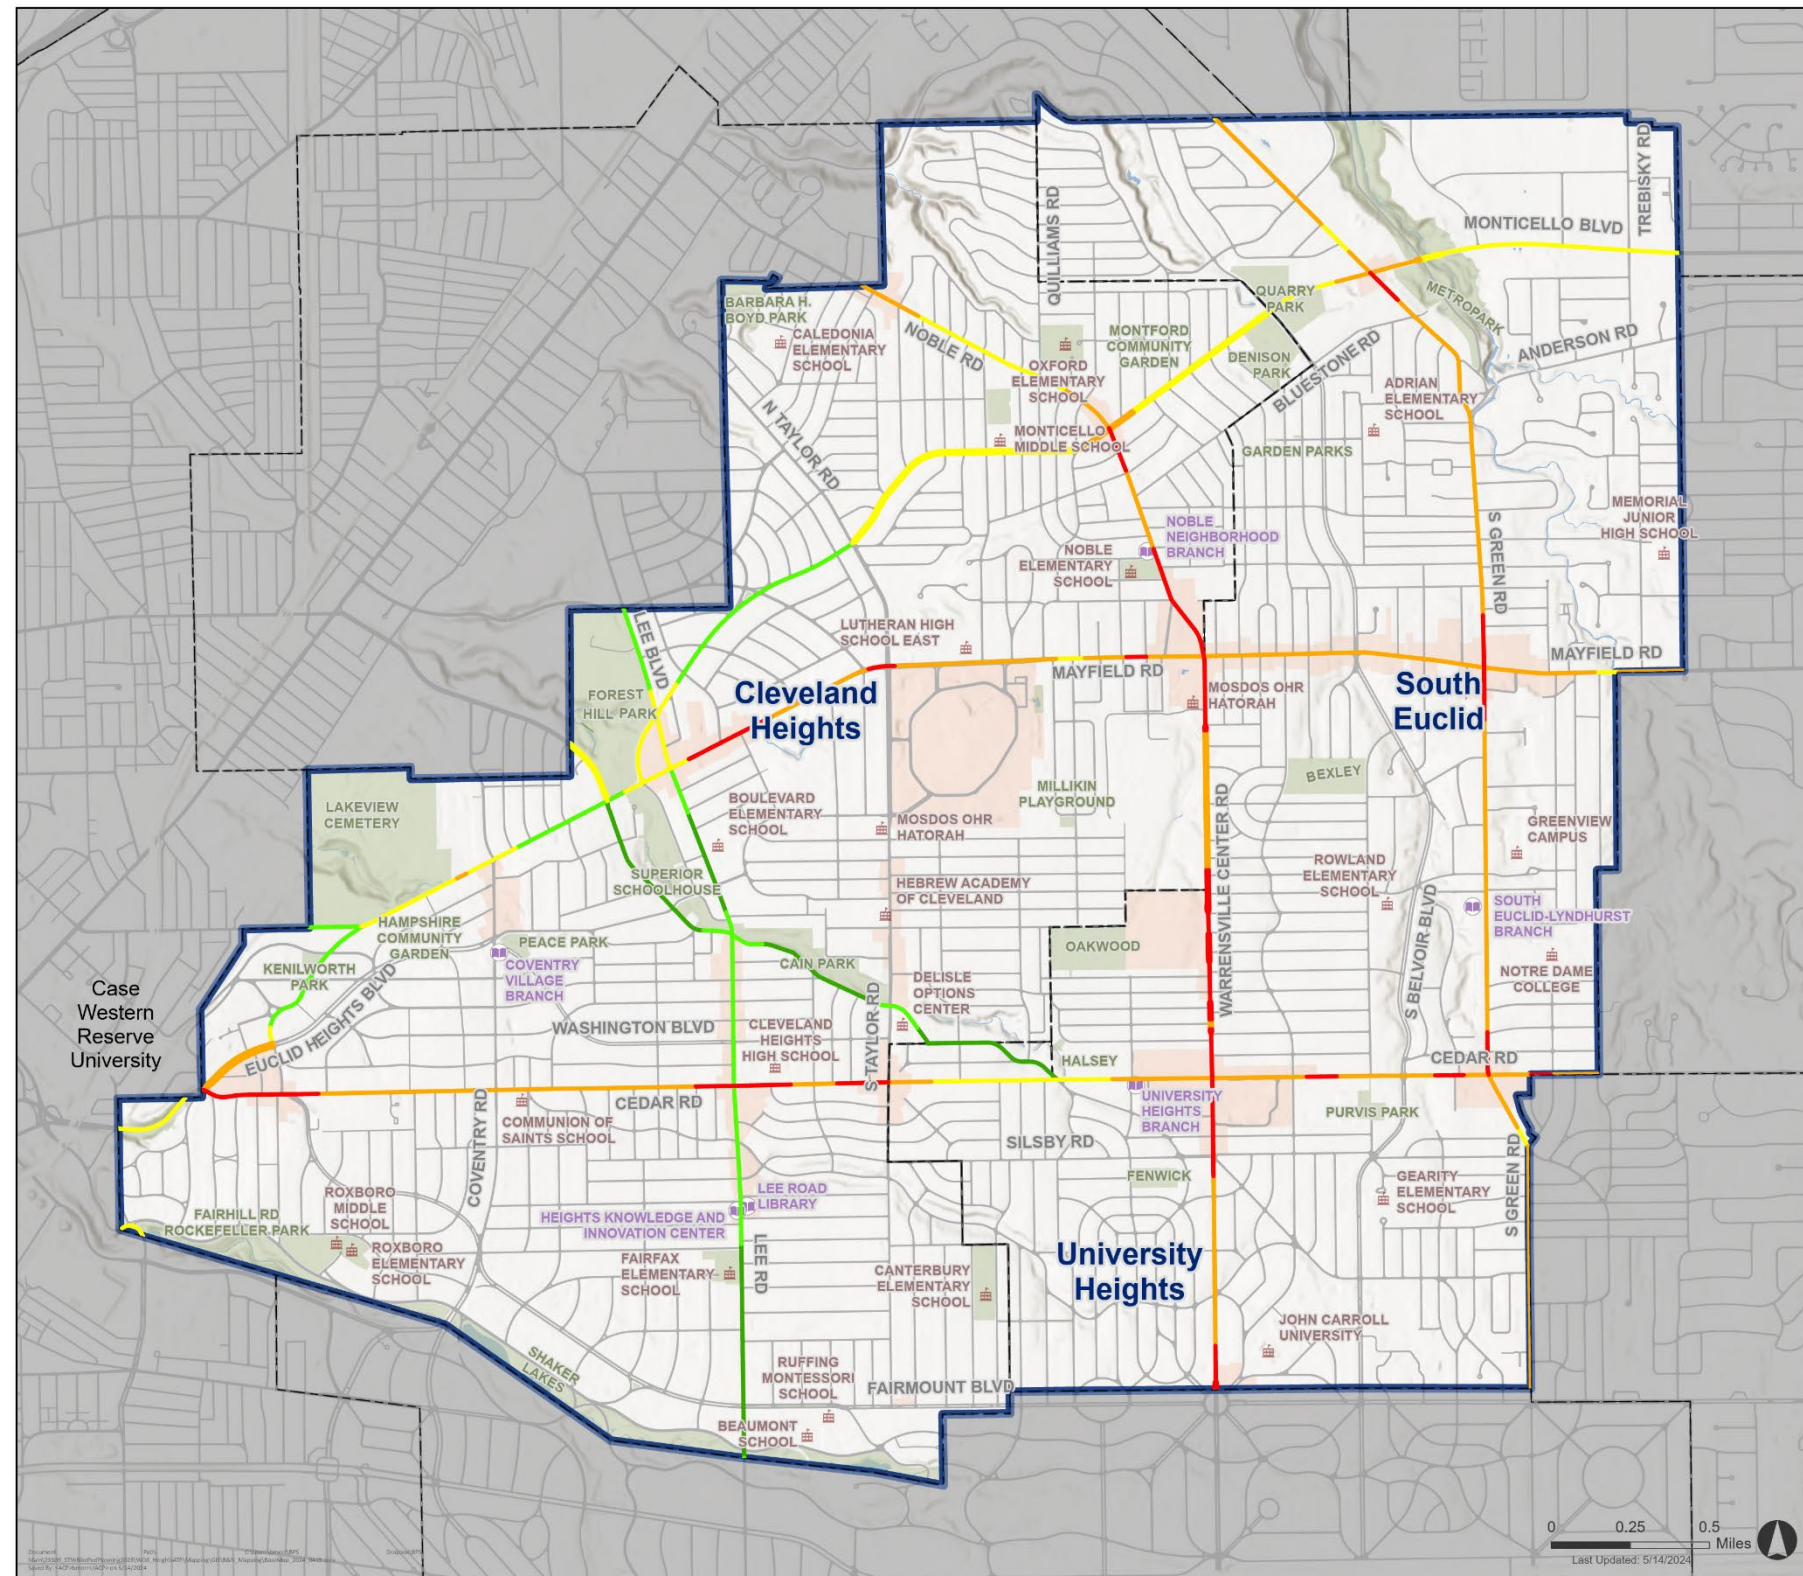 TREBISKY RD
QUILLIAMS RD
MONTICELLO BLVD
BARBARA H.
BOYD PARK
CALEDONIA
ELEMENTARY
SCHOOL
NOBLE RD
QUARRY
PARK
METROPARK
MONTFORD
COMMUNITY
GARDEN
DENISON
PARK
BLUESTONE RD
ANDERSON RD
OXFORD
ELEMENTARY
SCHOOL
ADRIAN
ELEMENTARY
SCHOOL
N TAYLOR RD
MONTICELLO
MIDDLE SCHOOL
GARDEN PARKS
MEMORIAL
JUNIOR
HIGH SCHOOL
NOBLE
NEIGHBORHOOD
BRANCH
NOBLE
ELEMENTARY
SCHOOL
S GREEN RD
LEE BLVD
LUTHERAN HIGH
SCHOOL EAST
MAYFIELD RD
MAYFIELD RD
FOREST
HILL PARK
Cleveland
Heights
MOSDOS OHR
HATORAH
South
Euclid
LAKEVIEW
CEMETERY
BOULEVARD
ELEMENTARY
SCHOOL
MOSDOS OHR
HATORAH
MILLIKIN
PLAYGROUND
BEXLEY
WARRENSVILLE CENTER RD
GREENVIEW
CAMPUS
ROWLAND
ELEMENTARY
SCHOOL
SUPERIOR
SCHOOLHOUSE
HEBREW ACADEMY
OF CLEVELAND
S BELVOIR BLVD
SOUTH
EUCLID-LYNDHURST
BRANCH
HAMPSHIRE
COMMUNITY
GARDEN
PEACE PARK
COVENTRY
VILLAGE
BRANCH
KENILWORTH
PARK
CAIN PARK
OAKWOOD
NOTRE DAME
COLLEGE
DELISLE
OPTIONS
CENTER
Case
Western
Reserve
University
EUCLID HEIGHTS BLVD
WASHINGTON BLVD
CLEVELAND
HEIGHTS
HIGH SCHOOL
S TAYLOR RD
HALSEY
CEDAR RD
CEDAR RD
COVENTRY RD
COMMUNION OF
SAINTS SCHOOL
UNIVERSITY
HEIGHTS
BRANCH
PURVIS PARK
SILSBY RD
FENWICK
S GREEN RD
GEARITY
ELEMENTARY
SCHOOL
ROXBORO
MIDDLE
SCHOOL
LEE ROAD
LIBRARY
FAIRHILL RD
ROCKEFELLER PARK
HEIGHTS KNOWLEDGE AND
INNOVATION CENTER
ROXBORO
ELEMENTARY
SCHOOL
FAIRFAX
ELEMENTARY
SCHOOL
LEE RD
CANTERBURY
ELEMENTARY
SCHOOL
University
Heights
JOHN CARROLL
UNIVERSITY
SHAKER
LAKES
RUFFING
MONTESSORI
SCHOOL
FAIRMOUNT BLVD
BEAUMONT
SCHOOL
0 0.25 0.5
Miles
Last Updated: 5/14/2024